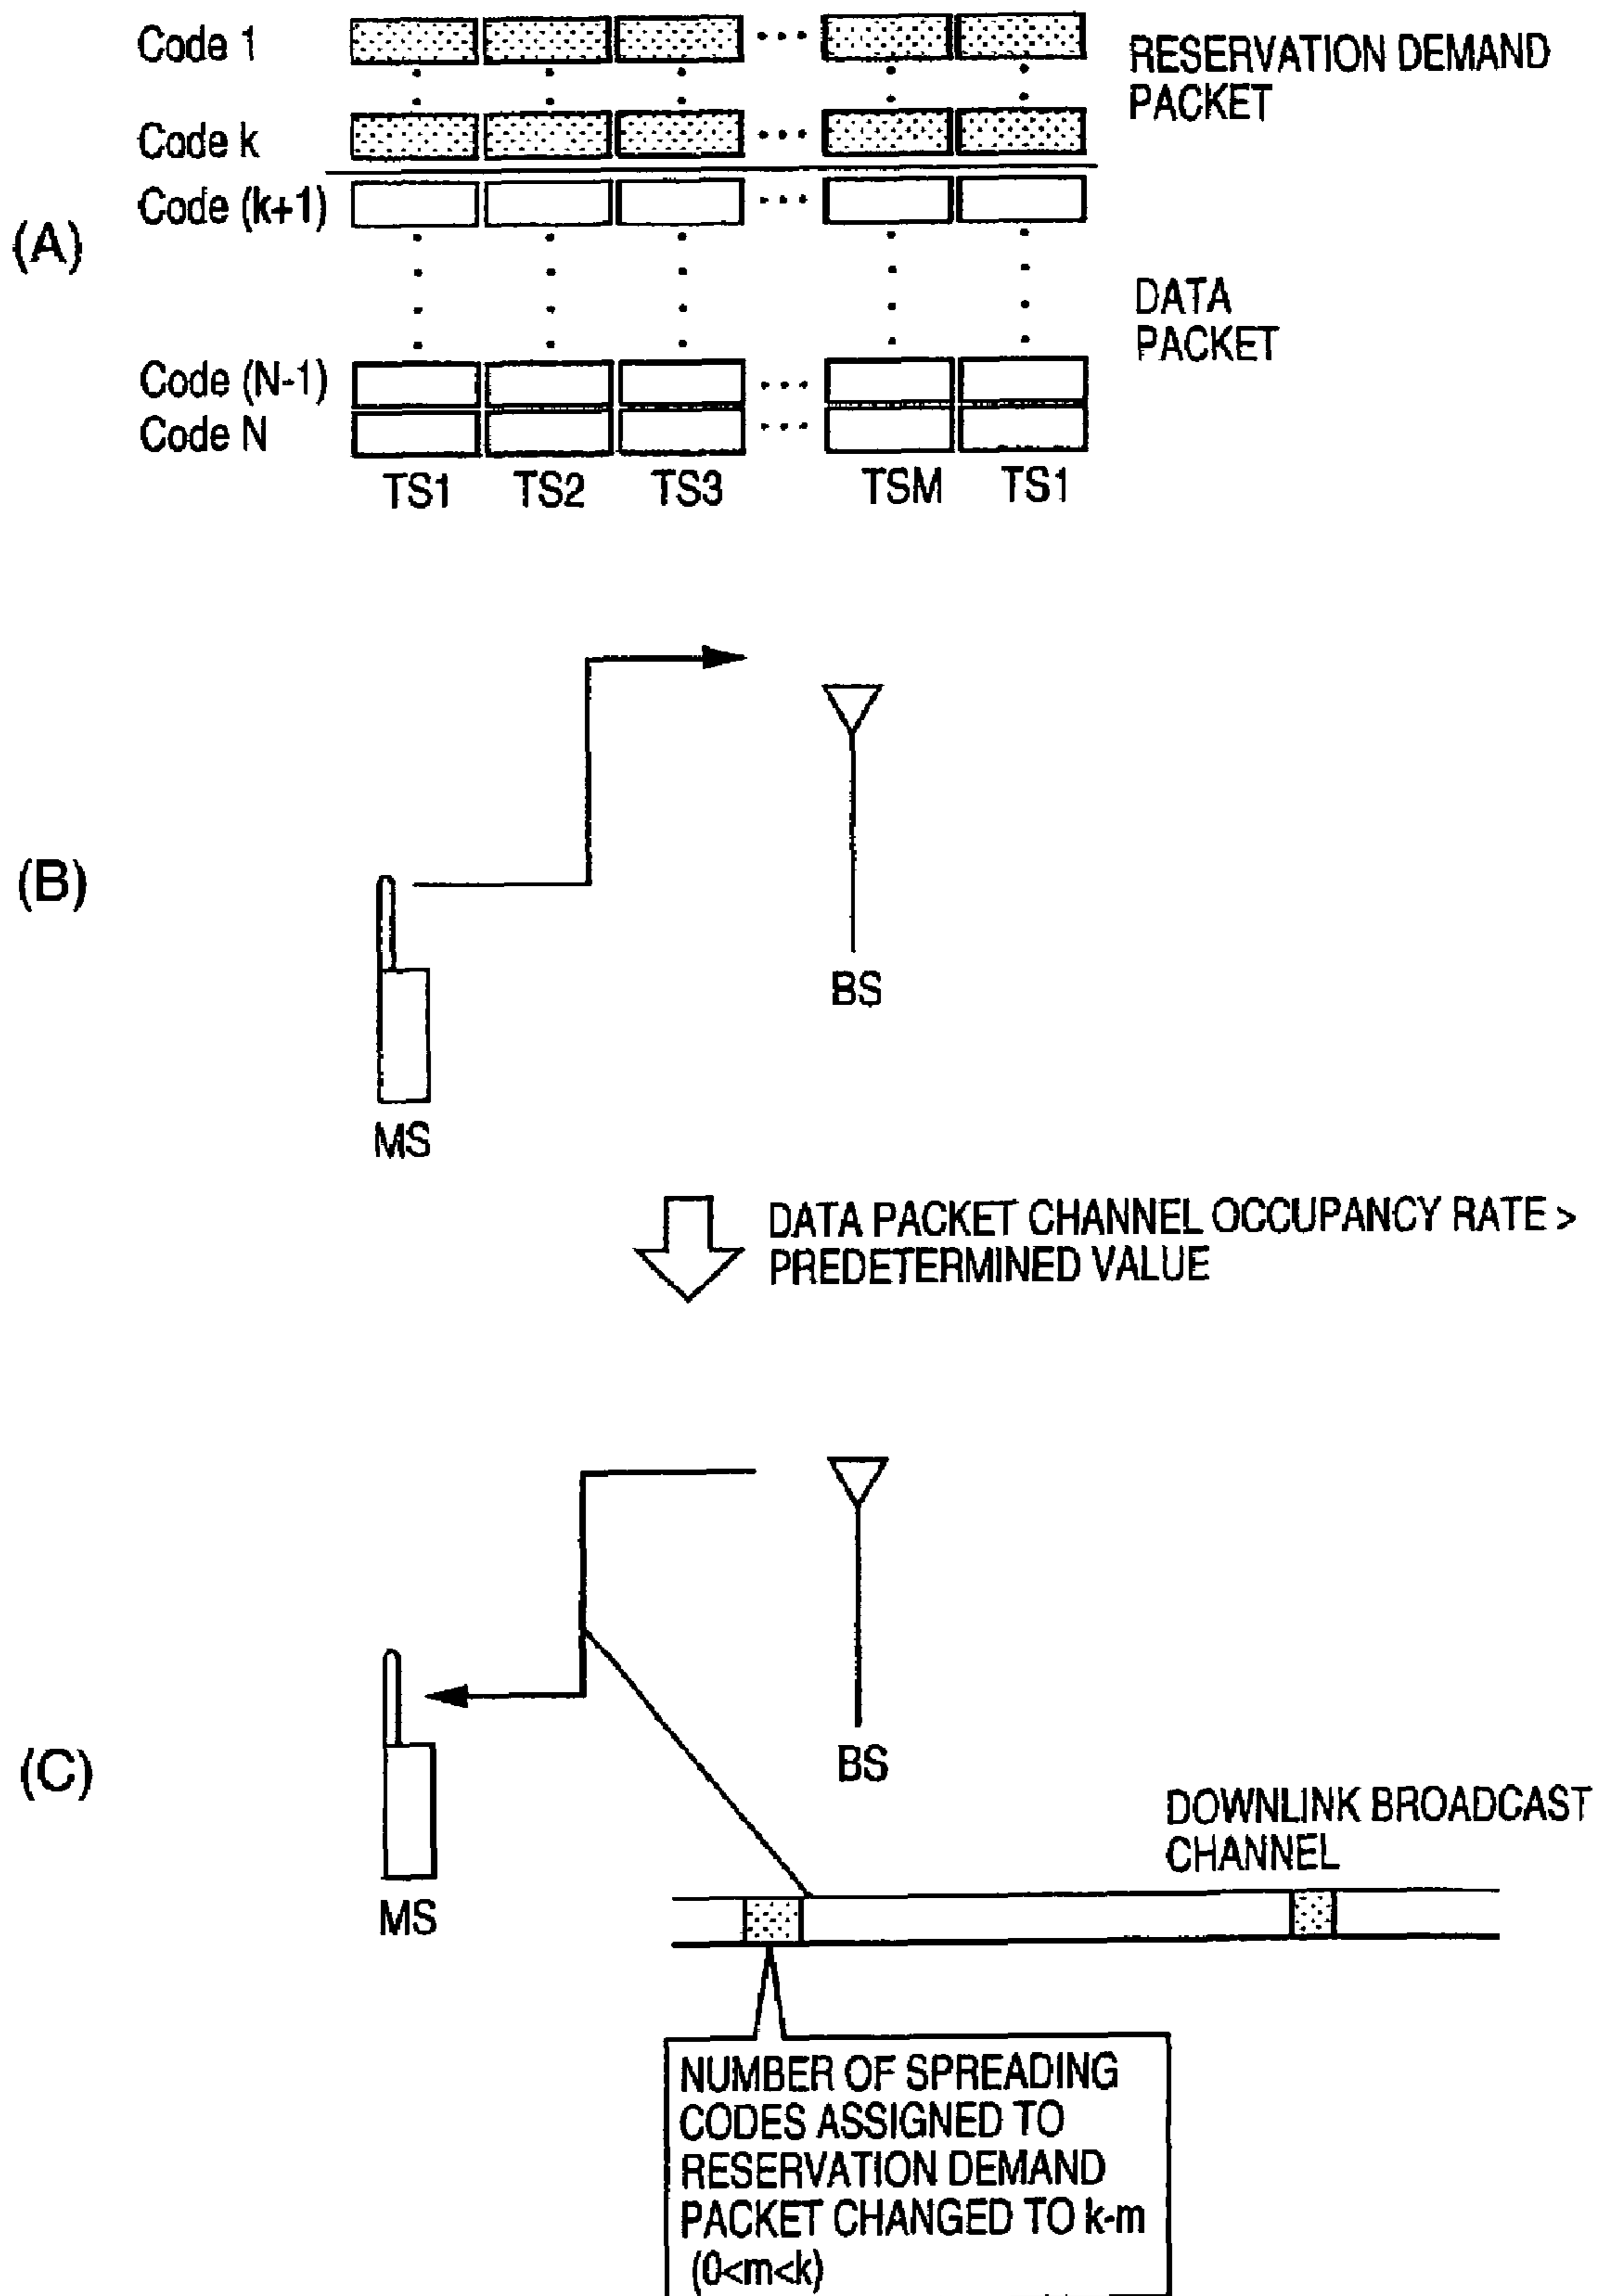 Code 1
RESERVATION DEMAND
PACKET
Code k
Code (k+1)
(A)
DATA
PACKET
Code (N-1)
Code N
TS1 TS2 TS3 TSM TS1
(B)
BS
MS
DATA PACKET CHANNEL OCCUPANCY RATE >
PREDETERMINED VALUE
(C)
BS
DOWNLINK BROADCAST
CHANNEL
MS
NUMBER OF SPREADING
CODES ASSIGNED TO
RESERVATION DEMAND
PACKET CHANGED TO k-m
(0<m<k)